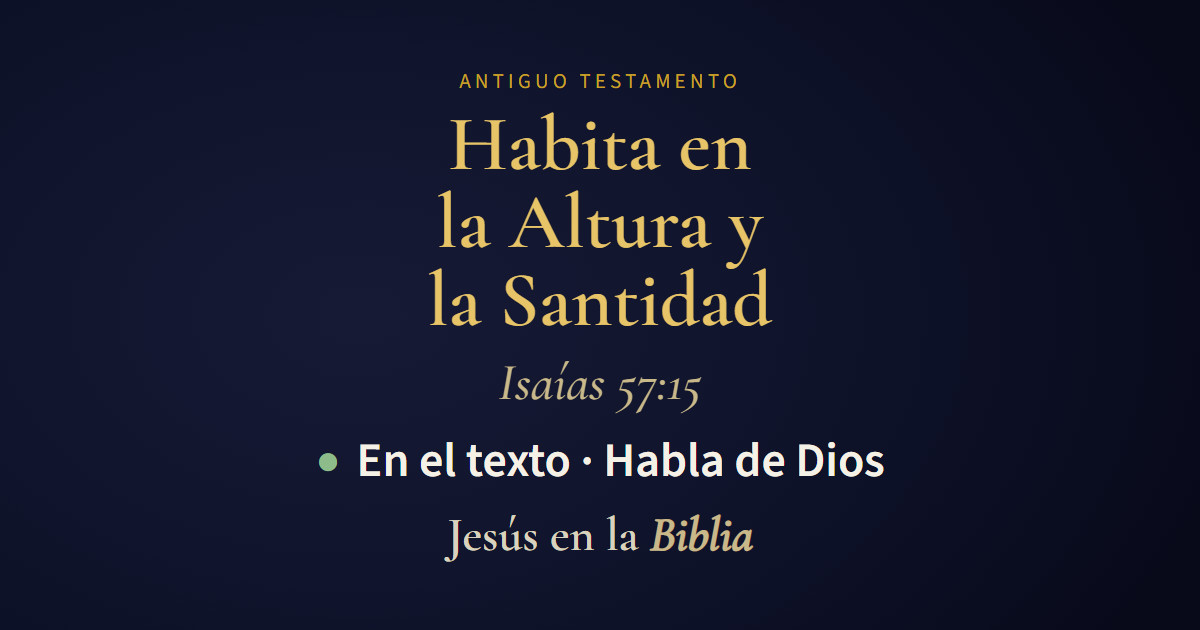 ANTIGUO TESTAMENTO
Habita en
la Altura y
la Santidad
Isaías 57:15
En el texto · Habla de Dios
Jesús en la Biblia